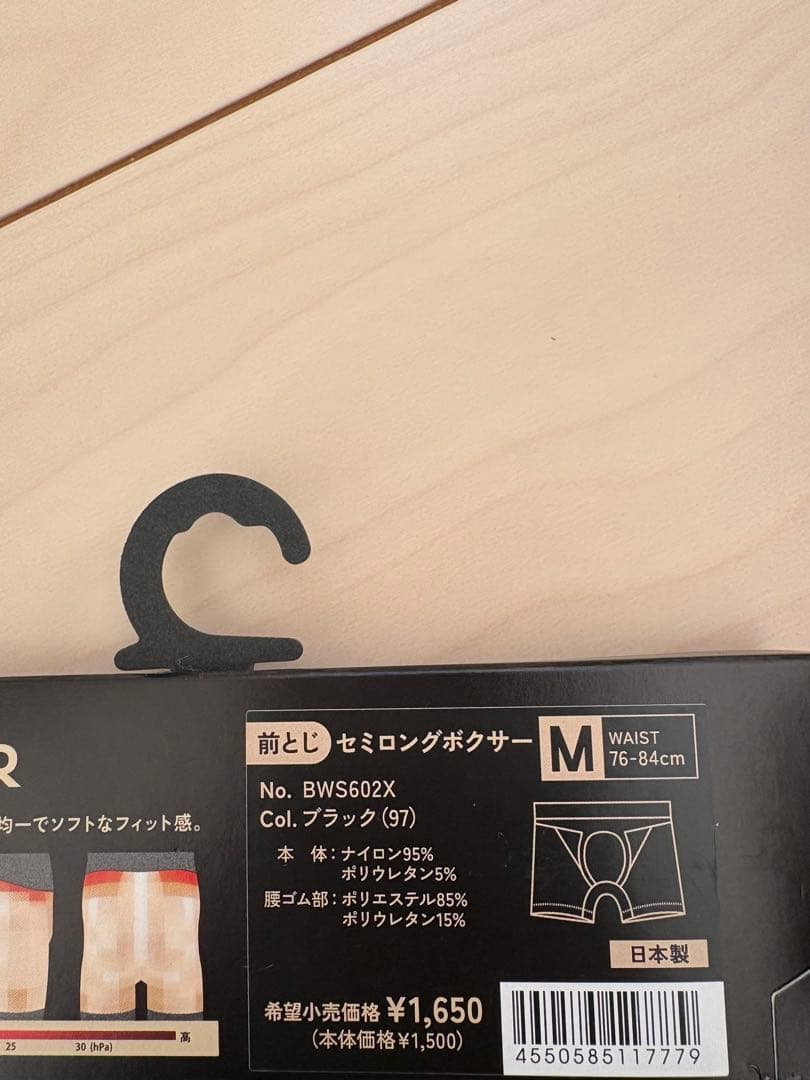 R
均一でソフトなフィット感。
25 30 (hPa) 高
前とじ セミロングボクサー M WAIST
76-84cm
No. BWS602X
Col. ブラック(97)
本 体:ナイロン95%
ポリウレタン5%
腰ゴム部:ポリエステル85%
ポリウレタン15%
日本製
希望小売価格 ¥1,650
(本体価格¥1,500)
4550585117779